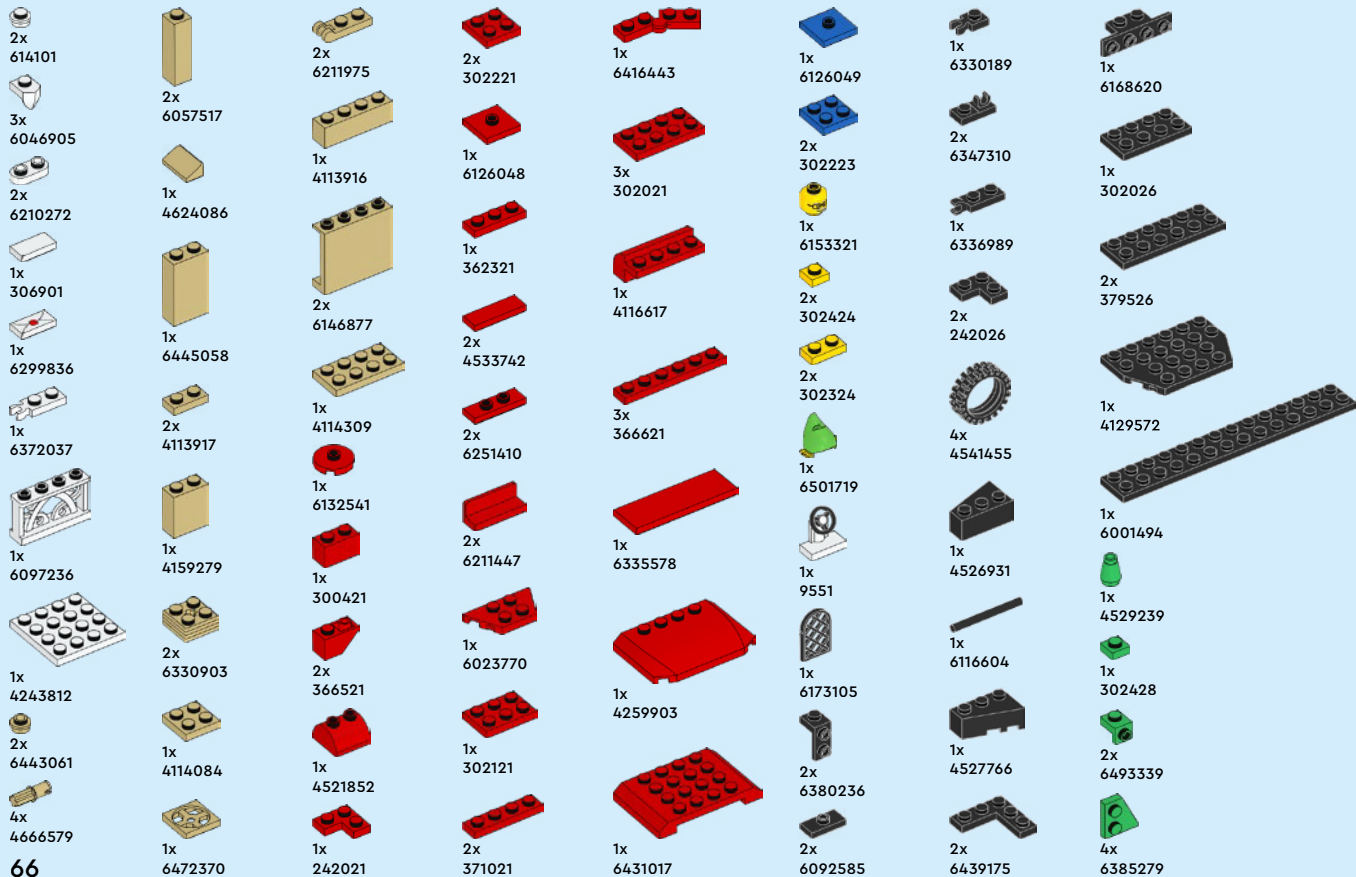 2x
614101
3x
6046905
2x
6210272
1x
306901
1x
6299836
1x
6372037
1x
6097236
1x
4243812
2x
6443061
4x
4666579
66
2x
6057517
1x
4624086
1x
6445058
2x
4113917
1x
4159279
2x
6330903
1x
4114084
1x
6472370
2x
6211975
1x
4113916
2x
6146877
1x
4114309
1x
6132541
1x
300421
2x
366521
1x
4521852
1x
242021
2x
302221
1x
6126048
1x
362321
2x
4533742
2x
6251410
2x
6211447
1x
6023770
1x
302121
2x
371021
1x
6416443
3x
302021
1x
4116617
3x
366621
1x
6335578
1x
4259903
1x
6431017
1x
6126049
2x
302223
1x
6153321
2x
302424
2x
302324
1x
6501719
1x
9551
1x
6173105
2x
6380236
2x
6092585
1x
6330189
2x
6347310
1x
6336989
2x
242026
4x
4541455
1x
4526931
1x
6116604
1x
4527766
2x
6439175
1x
6168620
1x
302026
2x
379526
1x
4129572
1x
6001494
1x
4529239
1x
302428
2x
6493339
4x
6385279